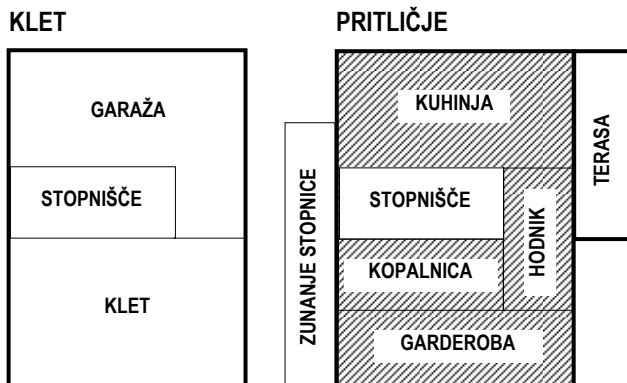 KLET
PRITLIČJE
GARAŽA
STOPNIŠČE
KLET
ZUNANJE STOPNICE
KUHINJA
STOPNIŠČE
KOPALNICA
HODNIK
GARDEROBA
TERASA